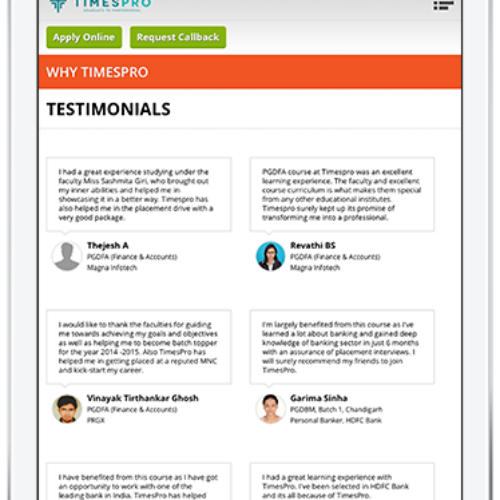 TIMESPRO
Apply Online
Request Callback
WHY TIMESPRO
TESTIMONIALS
I had a great experience studying under the
faculty Miss Sashmita Giri, who brought out
my inner abilities and helped me in
showcasing it in a better way. Timespro has
also helped me in the placement drive with a
very good package.
Thejesh A
PGDFA (Finance & Accounts)
Magna Infotech
PGDFA course at Timespro was an excellent
learning experience. The faculty and excellent
course curriculum is what makes them special
from any other educational institutes.
Timespro surely kept up its promise of
transforming me into a professional.
Revathi BS
PGDFA (Finance & Accounts)
Magna Infotech
I would like to thank the faculties for guiding
me towards achieving my goals and objectives
as well as helping me to become batch topper
for the year 2014 -2015. Also TimesPro has
helped me in getting placed at a reputed MNC
and kick-start my career.
Vinayak Tirthankar Ghosh
PGDFA (Finance & Accounts)
PRGX
I'm largely benefited from this course as I've
learned a lot about banking and gained deep
knowledge of banking sector in just 6 months
with an assurance of placement interviews. I
will surely recommend my friends to join
TimesPro.
Garima Sinha
PGDBM, Batch 1, Chandigarh
Personal Banker, HDFC Bank
I have benefited from this course as I have got
an opportunity to work with one of the
leading bank in India. TimesPro has helped
I had a great learning experience with
TimesPro. I've been selected in HDFC Bank
and its all because of TimesPro.